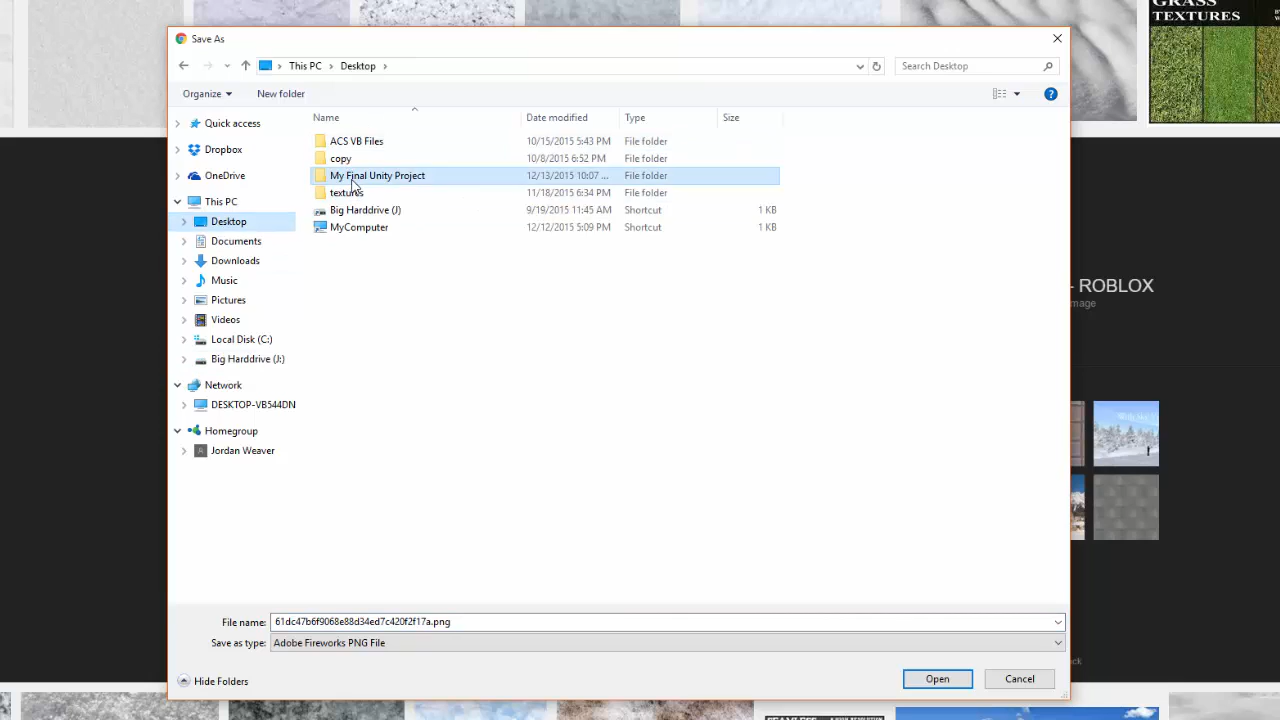 GRASS
TEXTURES
Save As
This PC > Desktop >
Search Desktop
Organize
New folder
Name
Date modified
Type
Size
Quick access
Dropbox
OneDrive
This PC
Desktop
Documents
Downloads
Music
Pictures
Videos
Local Disk (C:)
Big Harddrive (J:)
Network
DESKTOP-VB544DN
Homegroup
Jordan Weaver
ACS VB Files 10/15/2015 5:43 PM File folder
copy 10/8/2015 6:52 PM File folder
My Final Unity Project 12/13/2015 10:07 ... File folder
textures 11/18/2015 6:34 PM File folder
Big Harddrive (J) 9/19/2015 11:45 AM Shortcut 1 KB
MyComputer 12/12/2015 5:09 PM Shortcut 1 KB
- ROBLOX
mage
File name: 61dc47b6f9068e88d34ed7c420f2f17a.png
Save as type: Adobe Fireworks PNG File
Hide Folders
Open
Cancel